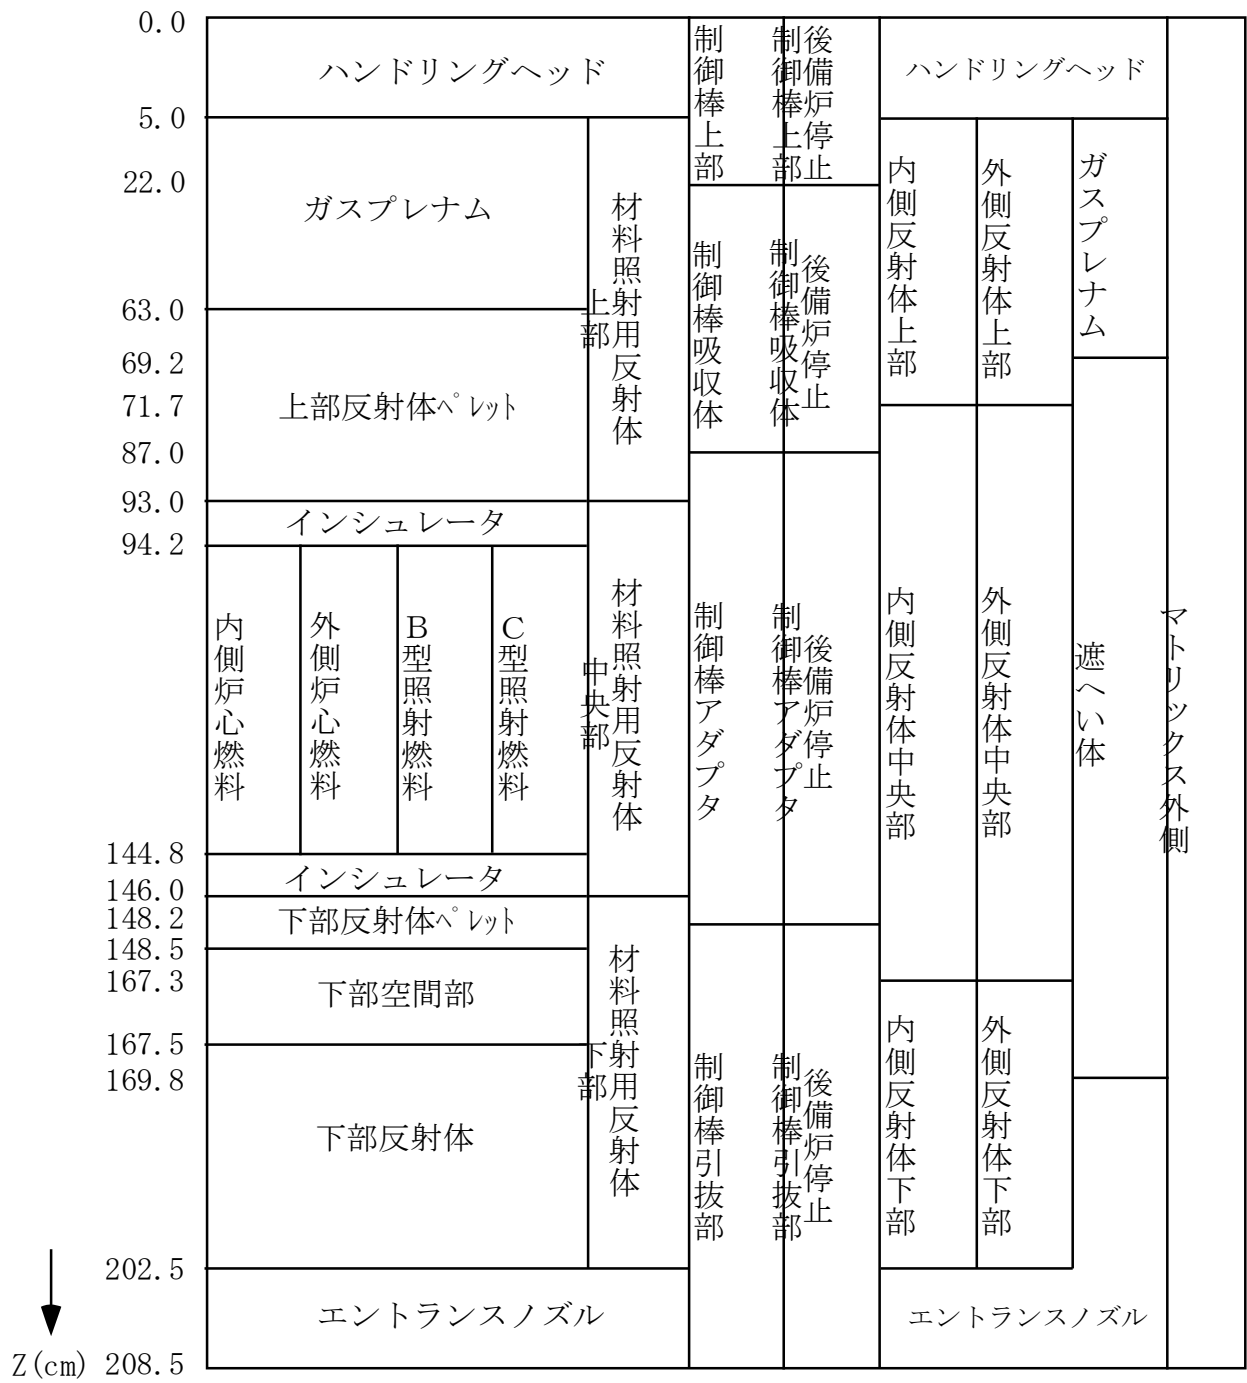 0.0
5.0
22.0
63.0
69.2
71.7
87.0
93.0
94.2
144.8
146.0
148.2
148.5
167.3
167.5
169.8
202.5
208.5
Z(cm)
ハンドリングヘッド
ガスプレナム
上部反射体ペレット
インシュレータ
内側炉心燃料
外側炉心燃料
B型照射燃料
C型照射燃料
インシュレータ
下部反射体ペレット
下部空間部
下部反射体
エントランスノズル
材料照射用反射体
上部
材料照射用反射体
中央部
材料照射用反射体
下部
制御棒上部
制御棒吸収体
制御棒アダプタ
制御棒引抜部
後備炉停止
制御棒上部
後備炉停止
制御棒吸収体
後備炉停止
制御棒アダプタ
後備炉停止
制御棒引抜部
ハンドリングヘッド
内側反射体上部
外側反射体上部
ガスプレナム
内側反射体中央部
外側反射体中央部
遮へい体
内側反射体下部
外側反射体下部
エントランスノズル
マトリックス外側